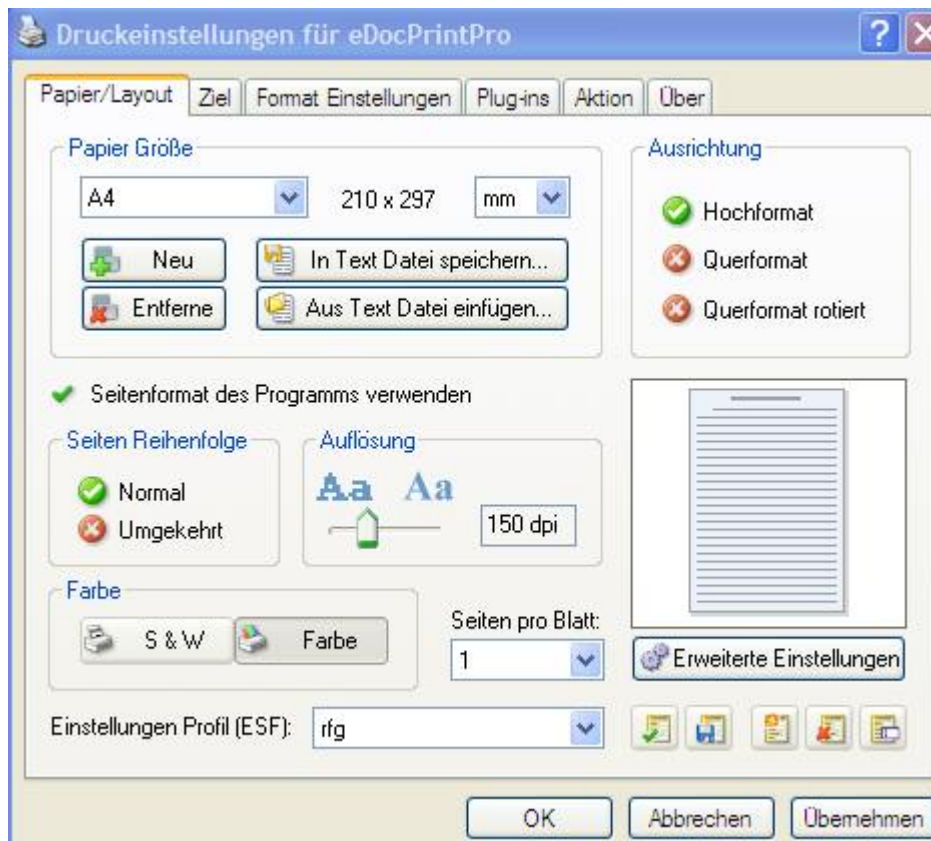 Druckeinstellungen für eDocPrintPro
?
Papier/Layout Ziel Format Einstellungen Plug-ins Aktion Über
Papier Größe
A4 210 x 297 mm
Neu In Text Datei speichern...
Entferne Aus Text Datei einfügen...
Ausrichtung
Hochformat
Querformat
Querformat rotiert
Seitenformat des Programms verwenden
Seiten Reihenfolge
Normal
Umgekehrt
Auflösung
Aa Aa
150 dpi
Farbe
S & W Farbe
Seiten pro Blatt:
1
Erweiterte Einstellungen
Einstellungen Profil (ESF): rfg
OK Abbrechen Übernehmen